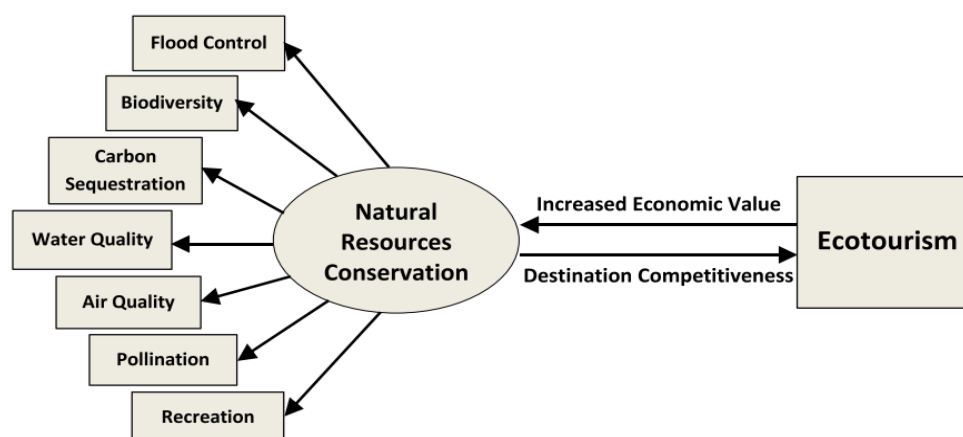 Flood Control
Biodiversity
Carbon
Sequestration
Water Quality
Air Quality
Pollination
Recreation
Natural
Resources
Conservation
Increased Economic Value
Destination Competitiveness
Ecotourism